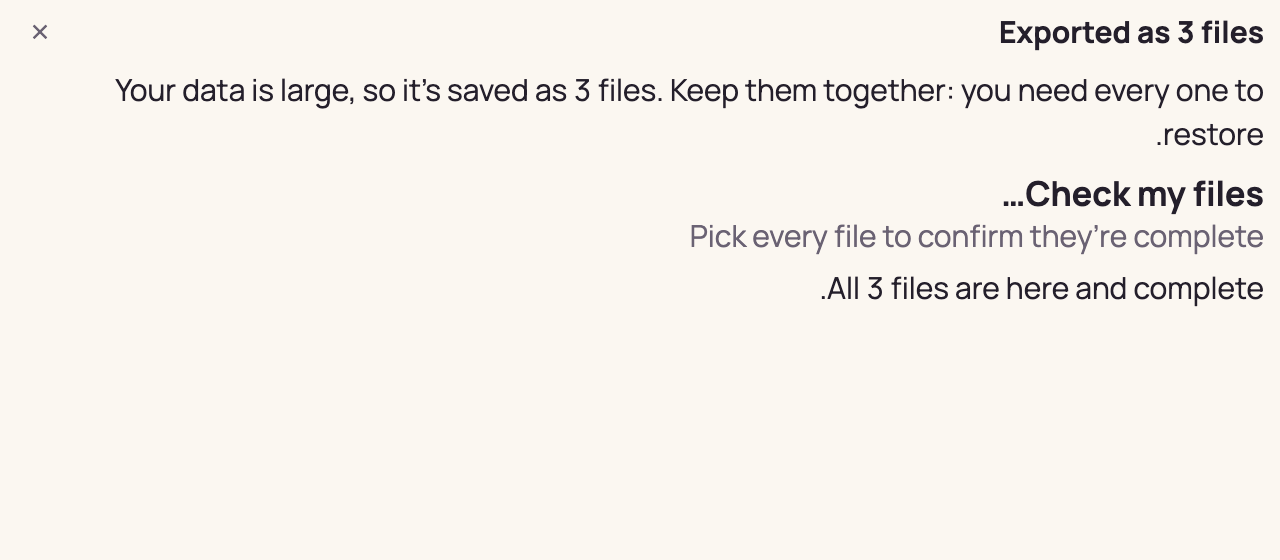 Exported as 3 files
✕
Your data is large, so it’s saved as 3 files. Keep them together: you need every one to
.restore
…Check my files
Pick every file to confirm they’re complete
.All 3 files are here and complete